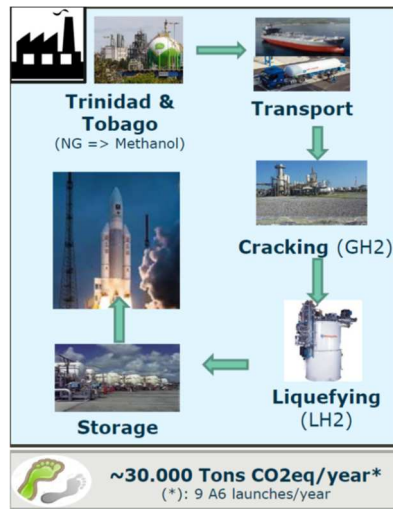 Trinidad &
Tobago
(NG => Methanol)
Transport
Cracking (GH2)
Liquefying
(LH2)
Storage
~30.000 Tons CO2eq/year*
(*): 9 A6 launches/year